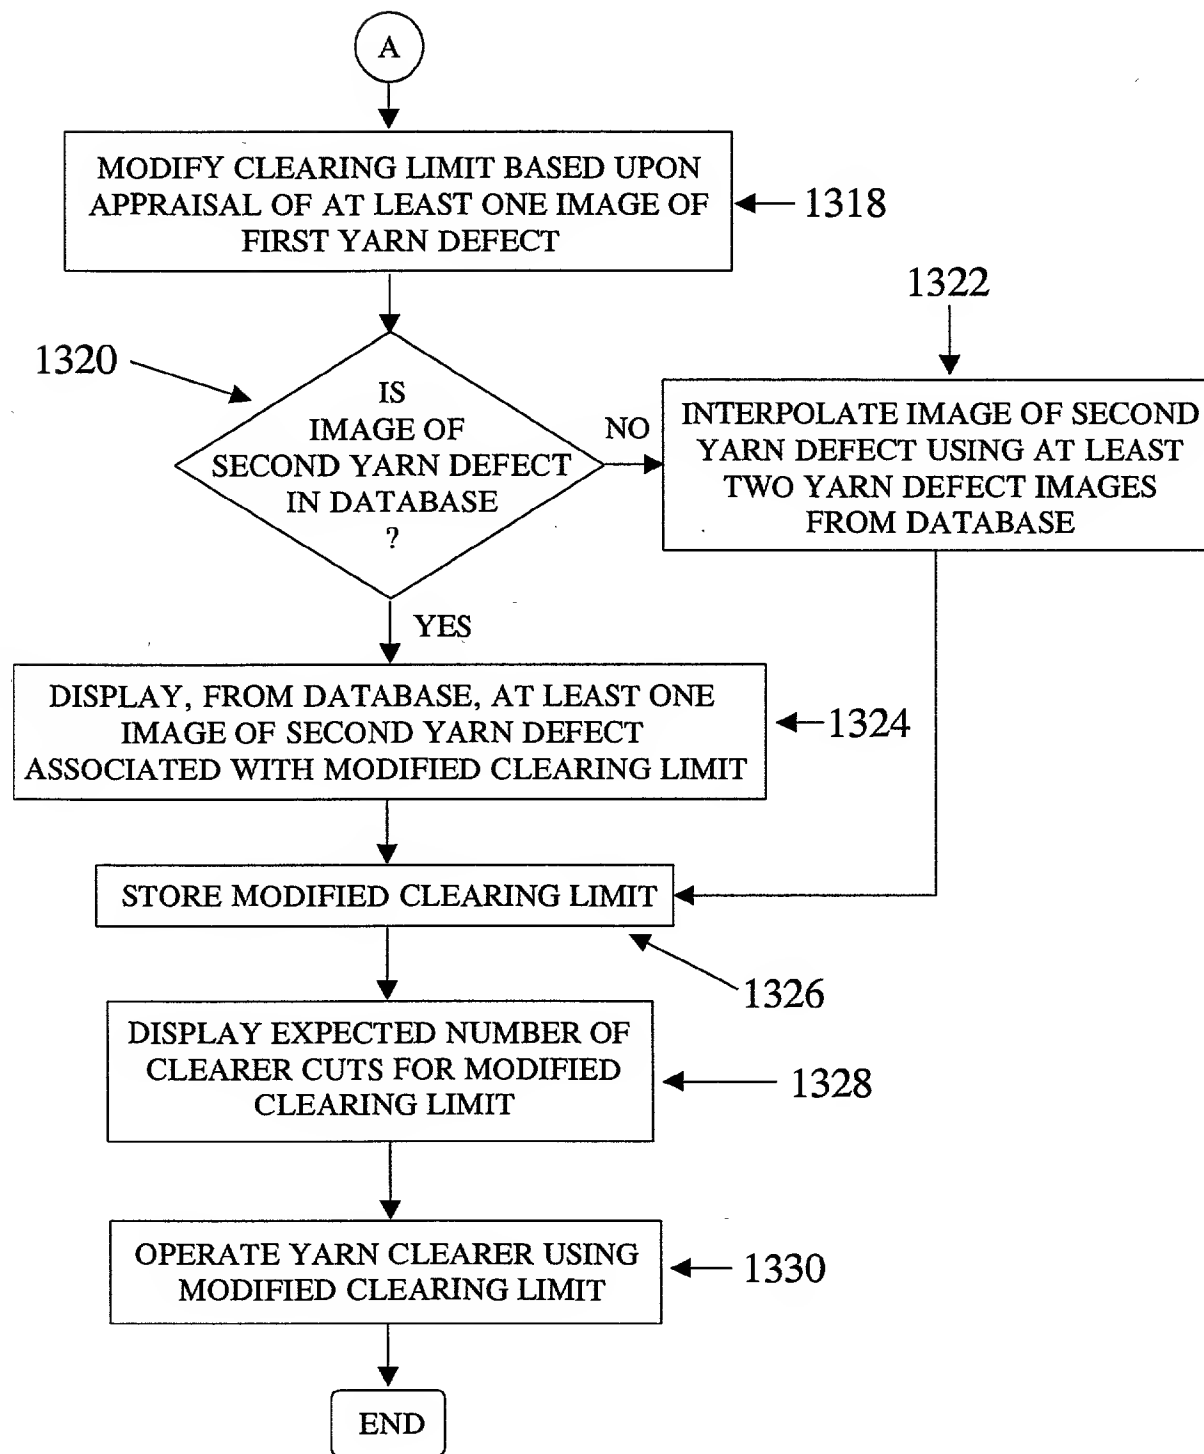 A
MODIFY CLEARING LIMIT BASED UPON
APPRAISAL OF AT LEAST ONE IMAGE OF
FIRST YARN DEFECT
1318
1322
1320
IS
IMAGE OF
SECOND YARN DEFECT
IN DATABASE
?
NO
INTERPOLATE IMAGE OF SECOND
YARN DEFECT USING AT LEAST
TWO YARN DEFECT IMAGES
FROM DATABASE
YES
DISPLAY, FROM DATABASE, AT LEAST ONE
IMAGE OF SECOND YARN DEFECT
ASSOCIATED WITH MODIFIED CLEARING LIMIT
1324
STORE MODIFIED CLEARING LIMIT
1326
DISPLAY EXPECTED NUMBER OF
CLEARER CUTS FOR MODIFIED
CLEARING LIMIT
1328
OPERATE YARN CLEARER USING
MODIFIED CLEARING LIMIT
1330
END